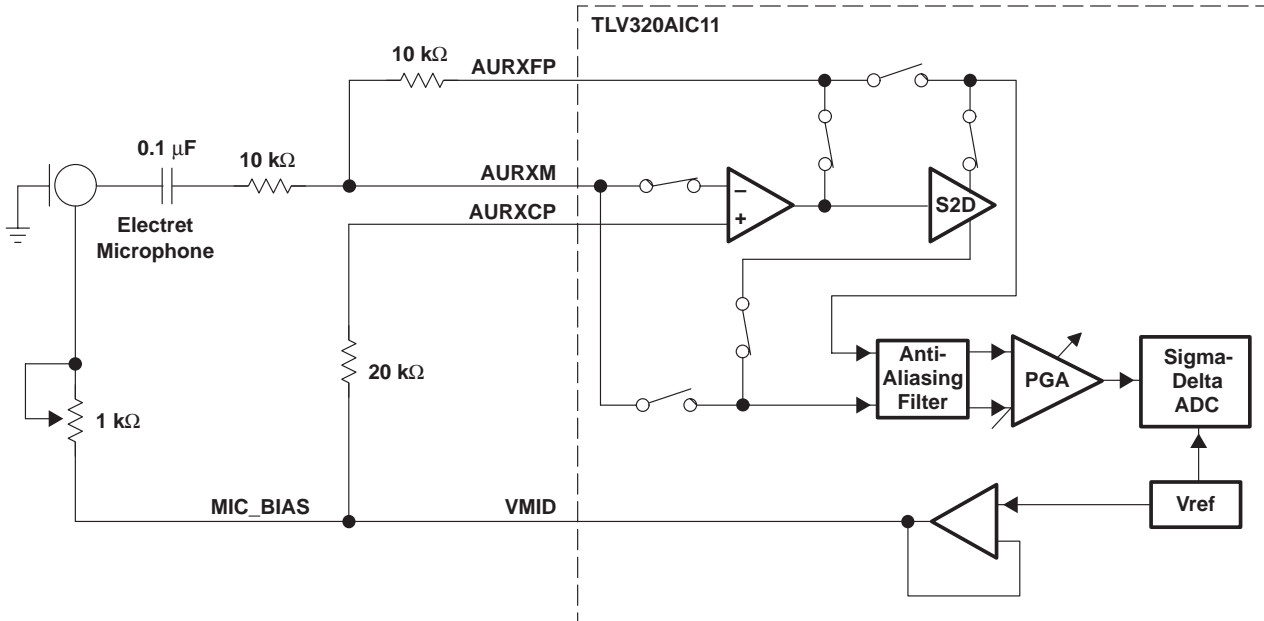 TLV320AIC11
10 kΩ
AURXFP
0.1 μF
10 kΩ
AURXM
−
S2D
AURXCP
+
Electret
Microphone
20 kΩ
Anti-
Aliasing
Filter
PGA
Sigma-
Delta
ADC
1 kΩ
MIC_BIAS
VMID
Vref